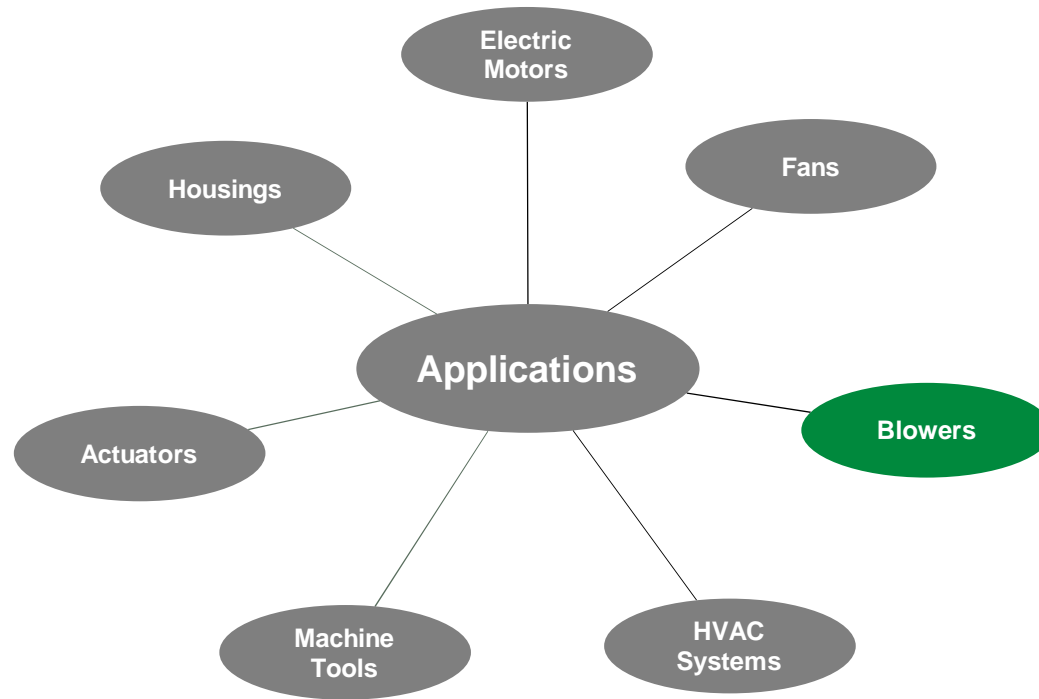 Electric
Motors
Fans
Housings
Applications
Blowers
Actuators
Machine
Tools
HVAC
Systems